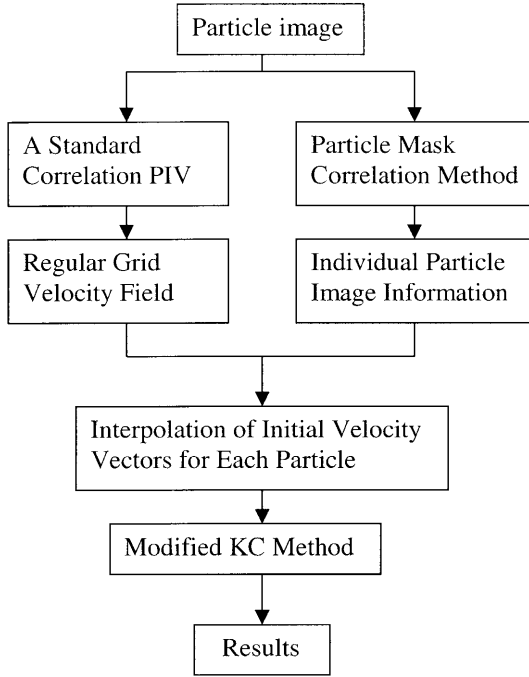 Particle image
A Standard
Correlation PIV
Particle Mask
Correlation Method
Regular Grid
Velocity Field
Individual Particle
Image Information
Interpolation of Initial Velocity
Vectors for Each Particle
Modified KC Method
Results